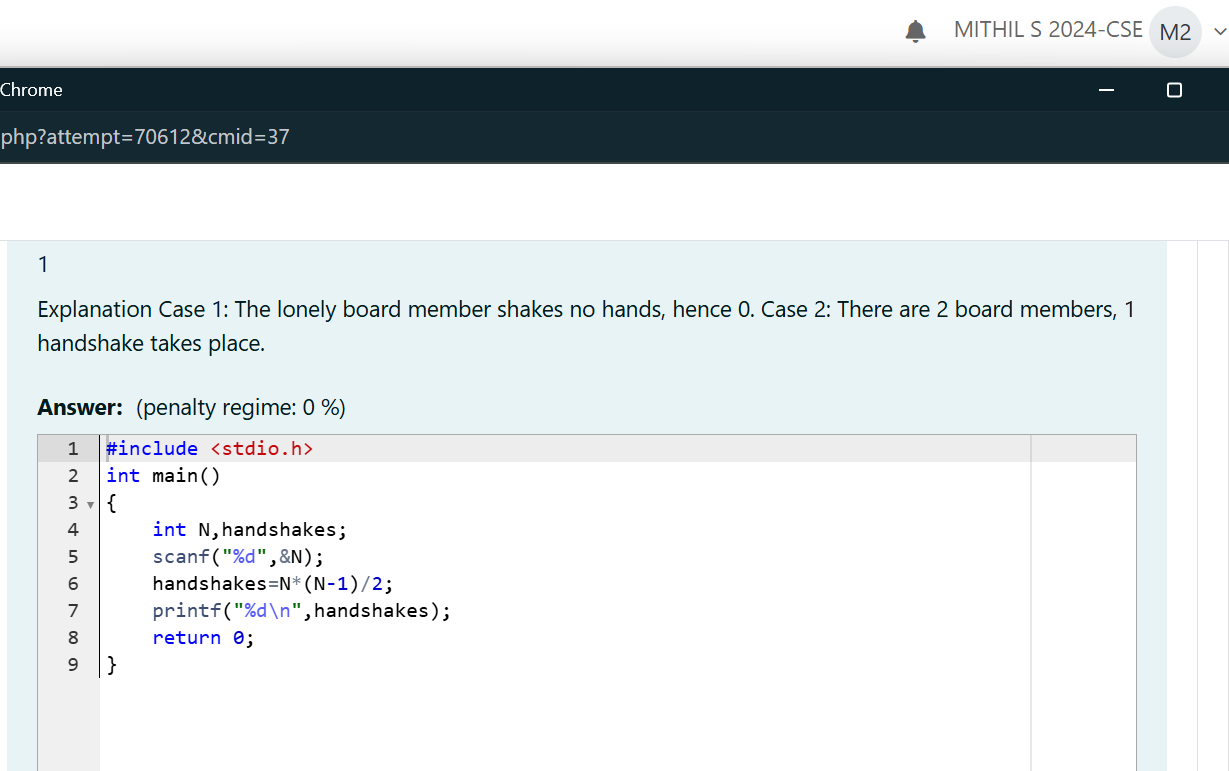 MITHIL S 2024-CSE M2
Chrome
php?attempt=70612&cmid=37
1
Explanation Case 1: The lonely board member shakes no hands, hence 0. Case 2: There are 2 board members, 1
handshake takes place.
Answer: (penalty regime: 0 %)
1 #include <stdio.h>
2 int main()
3 {
4     int N,handshakes;
5     scanf("%d",&N);
6     handshakes=N*(N-1)/2;
7     printf("%d\n",handshakes);
8     return 0;
9 }